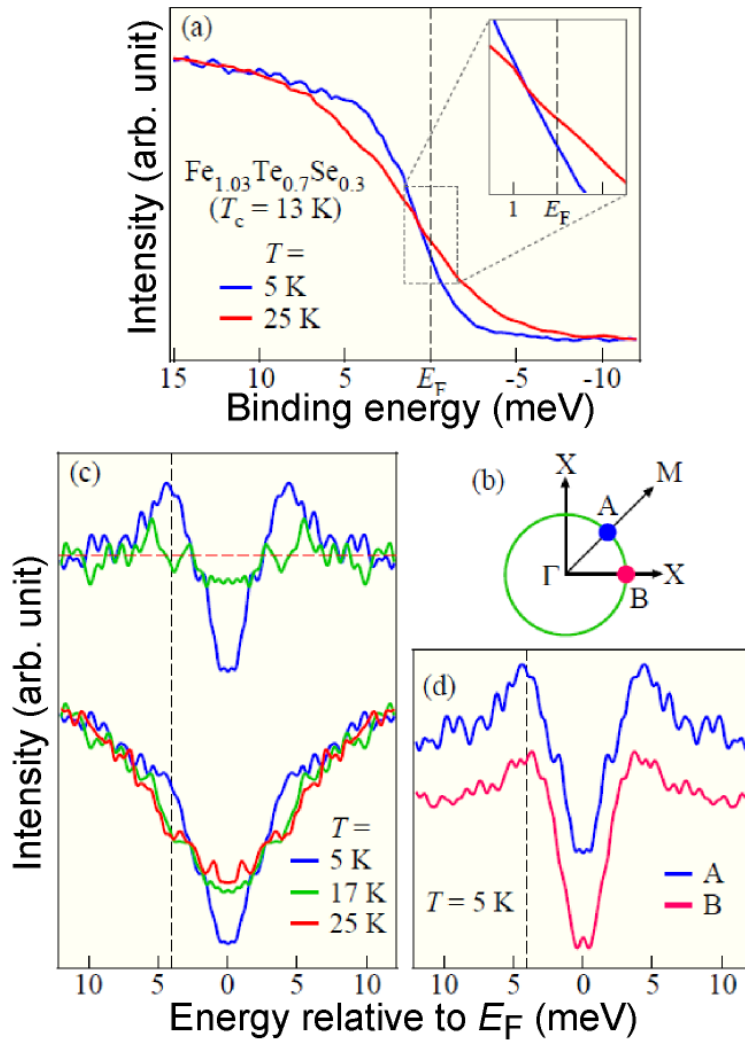 (a)
Intensity (arb. unit)
Fe1.03Te0.7Se0.3
(Tc = 13 K)
T =
5 K
25 K
1
EF
15
10
5
EF
-5
-10
Binding energy (meV)
(c)
Intensity (arb. unit)
T =
5 K
17 K
25 K
10
5
0
5
10
(b)
X
A
M
Γ
X
B
(d)
T = 5 K
A
B
10
5
0
5
10
Energy relative to EF (meV)